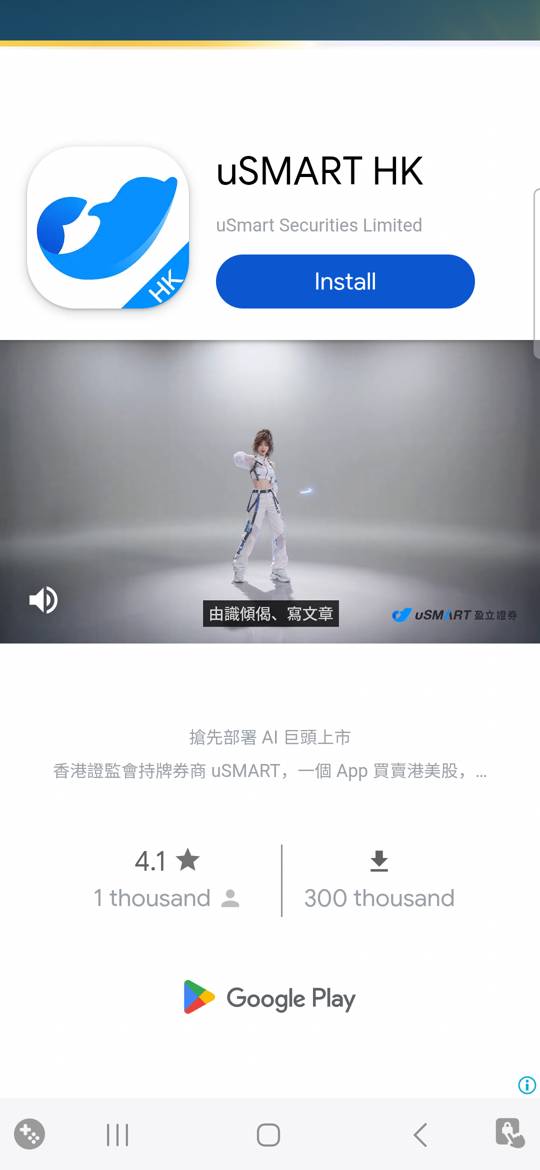 uSMART HK
uSmart Securities Limited
Install
HK
由識傾偈、寫文章
uSMART 盈立證券
搶先部署 AI 巨頭上市
香港證監會持牌券商 uSMART，一個 App 買賣港美股，...
4.1
1 thousand
300 thousand
Google Play